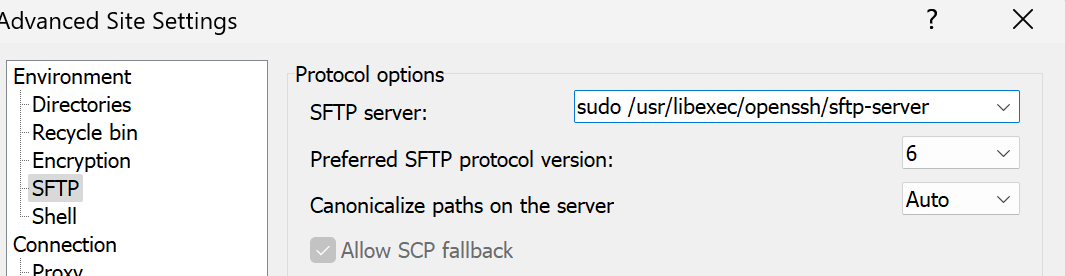 Advanced Site Settings
?
Environment
Directories
Recycle bin
Encryption
SFTP
Shell
Connection
Proxy
Protocol options
SFTP server: sudo /usr/libexec/openssh/sftp-server
Preferred SFTP protocol version: 6
Canonicalize paths on the server Auto
Allow SCP fallback